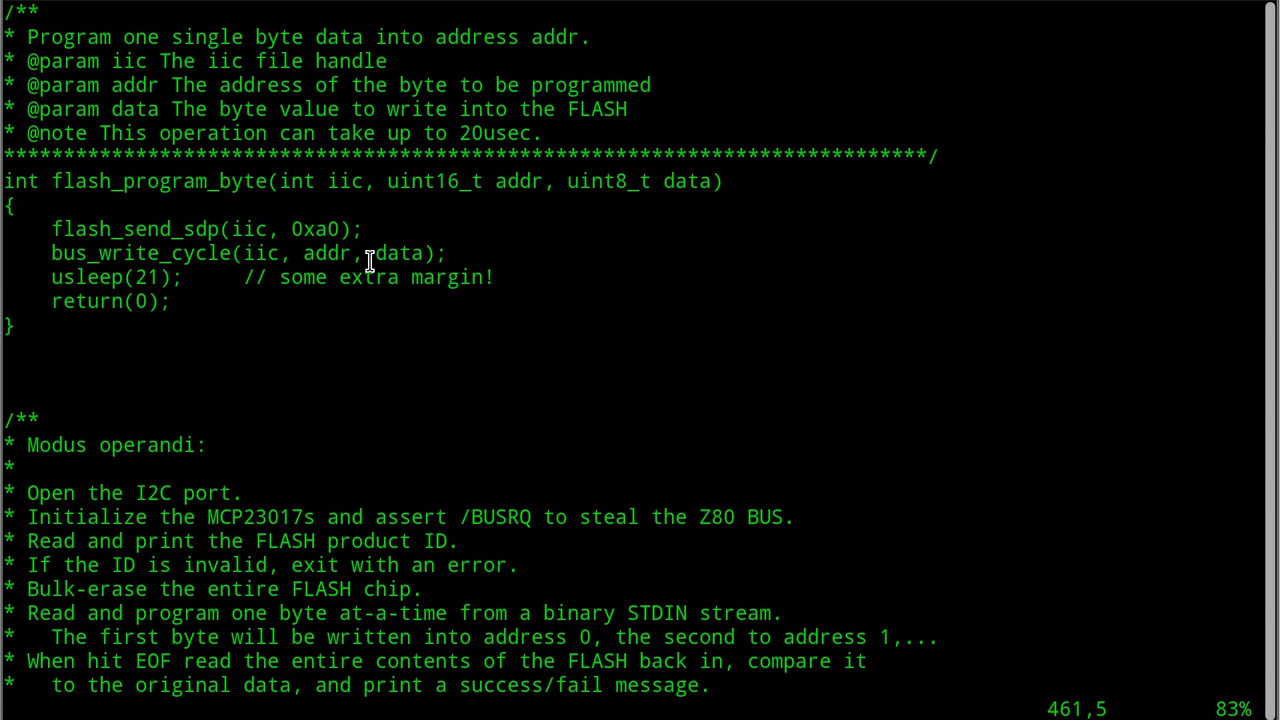 /**
* Program one single byte data into address addr.
* @param iic The iic file handle
* @param addr The address of the byte to be programmed
* @param data The byte value to write into the FLASH
* @note This operation can take up to 20usec.
*****************************************************************************/
int flash_program_byte(int iic, uint16_t addr, uint8_t data)
{
    flash_send_sdp(iic, 0xa0);
    bus_write_cycle(iic, addr, data);
    usleep(21);     // some extra margin!
    return(0);
}
/**
* Modus operandi:
*
* Open the I2C port.
* Initialize the MCP23017s and assert /BUSRQ to steal the Z80 BUS.
* Read and print the FLASH product ID.
* If the ID is invalid, exit with an error.
* Bulk-erase the entire FLASH chip.
* Read and program one byte at-a-time from a binary STDIN stream.
*   The first byte will be written into address 0, the second to address 1,...
* When hit EOF read the entire contents of the FLASH back in, compare it
*   to the original data, and print a success/fail message.
461,5         83%